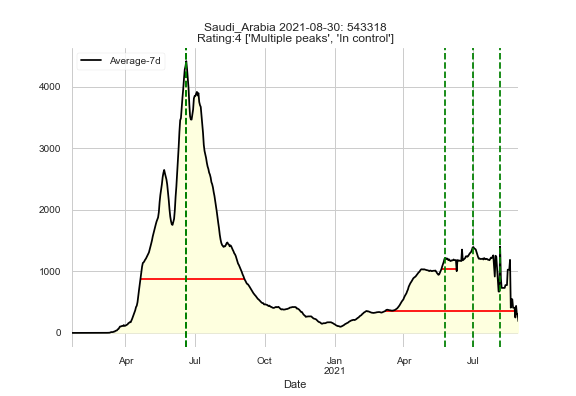 Saudi_Arabia 2021-08-30: 543318
Rating:4 ['Multiple peaks', 'In control']
Average-7d
4000
3000
2000
1000
0
Apr
Jul
Oct
Jan
2021
Apr
Jul
Date